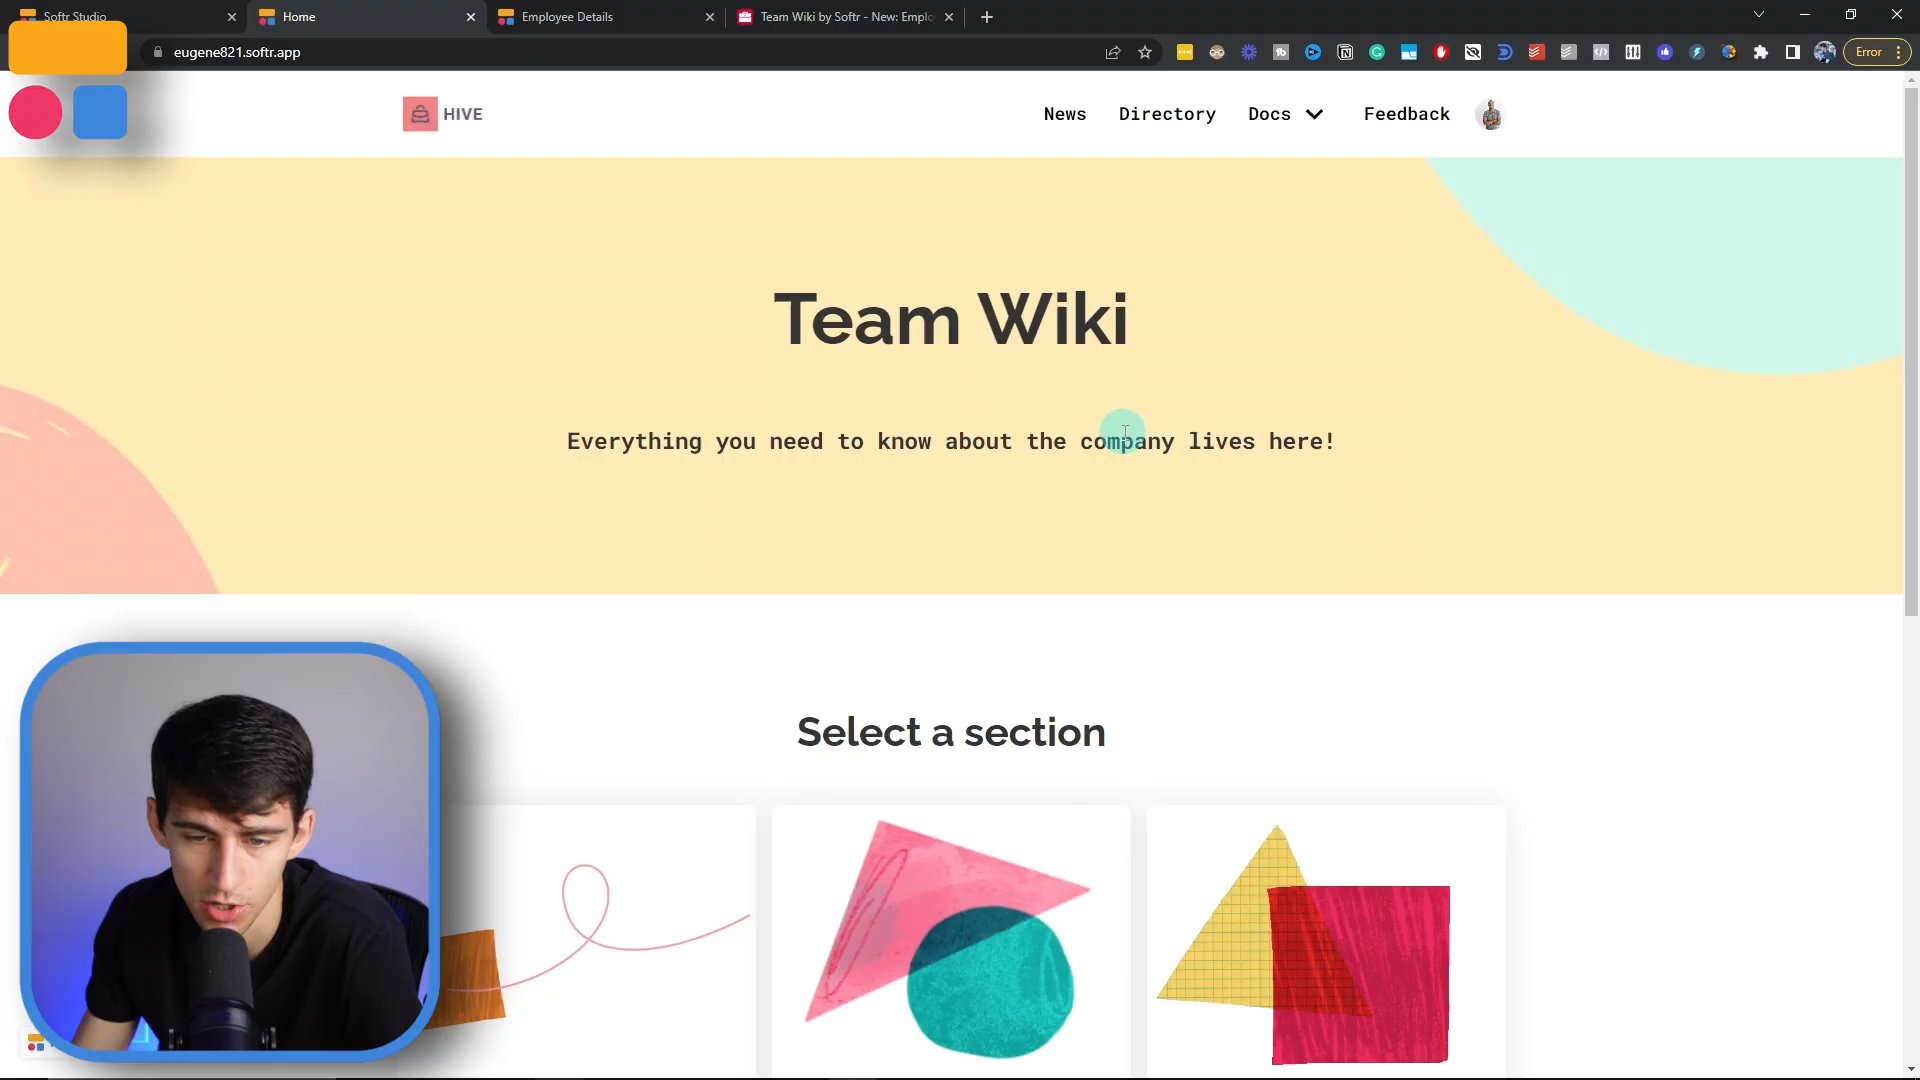 Softr Studio
Home
Employee Details
Team Wiki by Softr - New: Emplo
eugene821.softr.app
Error
HIVE
News
Directory
Docs
Feedback
Team Wiki
Everything you need to know about the company lives here!
Select a section